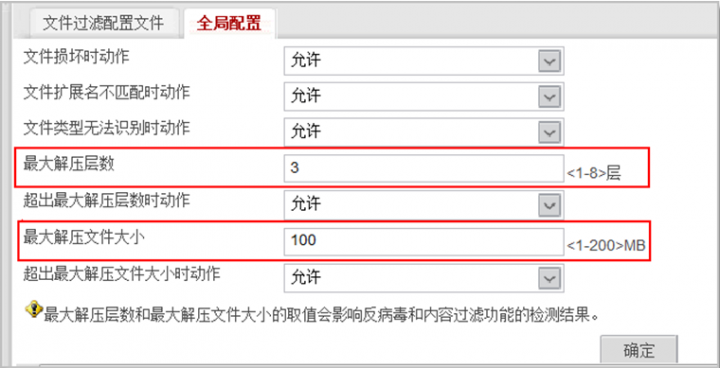 文件过滤配置文件 全局配置
文件损坏时动作 允许
文件扩展名不匹配时动作 允许
文件类型无法识别时动作 允许
最大解压层数 3 <1-8>层
超出最大解压层数时动作 允许
最大解压文件大小 100 <1-200>MB
超出最大解压文件大小时动作 允许
最大解压层数和最大解压文件大小的取值会影响反病毒和内容过滤功能的检测结果。
确定